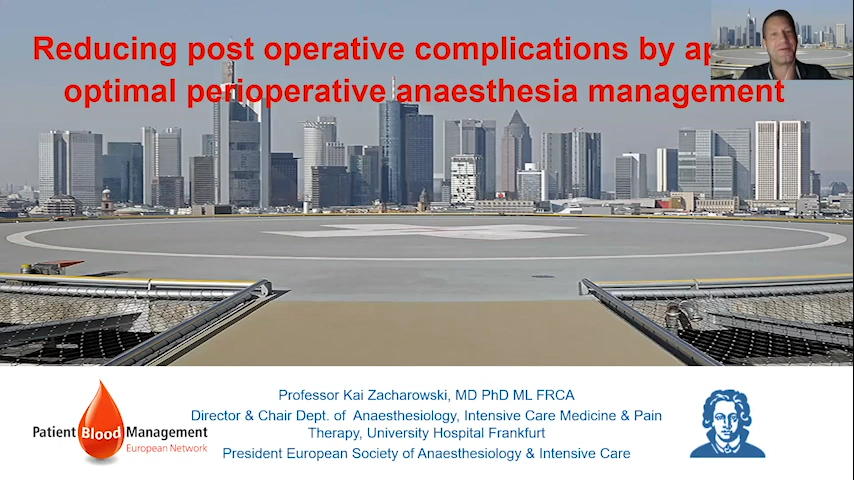 Reducing post operative complications by
optimal perioperative anaesthesia management
Professor Kai Zacharowski, MD PhD ML FRCA
Director & Chair Dept. of Anaesthesiology, Intensive Care Medicine & Pain
Therapy, University Hospital Frankfurt
President European Society of Anaesthesiology & Intensive Care
Patient Blood Management
European Network